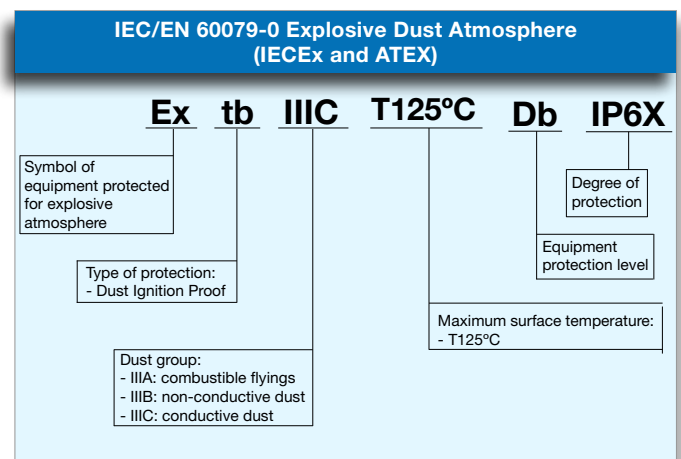 IEC/EN 60079-0 Explosive Dust Atmosphere
(IECEx and ATEX)
Ex tb IIIC T125ºC Db IP6X
Symbol of
equipment protected
for explosive
atmosphere
Degree of
protection
Equipment
protection level
Type of protection:
- Dust Ignition Proof
Maximum surface temperature:
- T125ºC
Dust group:
- IIIA: combustible flyings
- IIIB: non-conductive dust
- IIIC: conductive dust